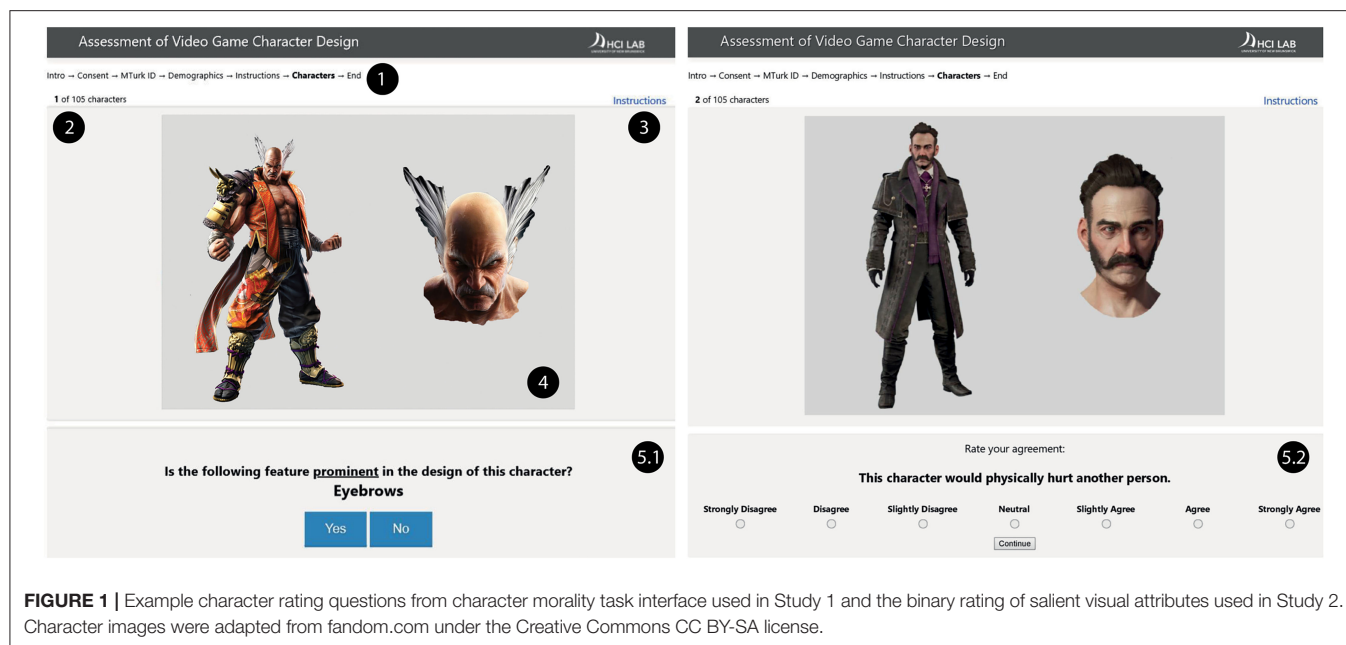 Assessment of Video Game Character Design
HCI LAB
Intro → Consent → MTurk ID → Demographics → Instructions → Characters → End
1
1 of 105 characters
Instructions
2
3
4
5.1
Is the following feature prominent in the design of this character?
Eyebrows
Yes No
Assessment of Video Game Character Design
HCI LAB
Intro → Consent → MTurk ID → Demographics → Instructions → Characters → End
2 of 105 characters
Instructions
Rate your agreement:
5.2
This character would physically hurt another person.
Strongly Disagree Disagree Slightly Disagree Neutral Slightly Agree Agree Strongly Agree
Continue
FIGURE 1 | Example character rating questions from character morality task interface used in Study 1 and the binary rating of salient visual attributes used in Study 2.
Character images were adapted from fandom.com under the Creative Commons CC BY-SA license.